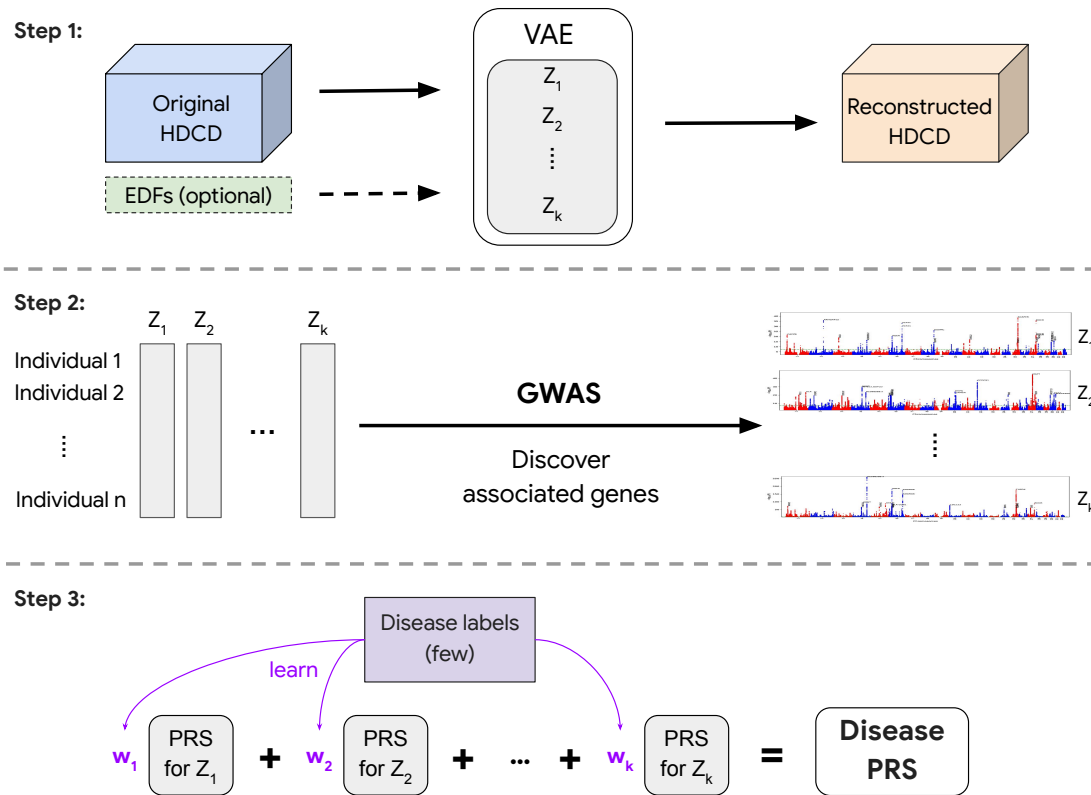 Step 1:
VAE
Original
HDCD
Z1
Z2
Zk
Reconstructed
HDCD
EDFs (optional)
Step 2:
Z1 Z2 ... Zk
Individual 1
Individual 2
Individual n
GWAS
Discover
associated genes
Z2
Zk
Step 3:
Disease labels
(few)
learn
w1 PRS for Z1 + w2 PRS for Z2 + ... + wk PRS for Zk = Disease PRS